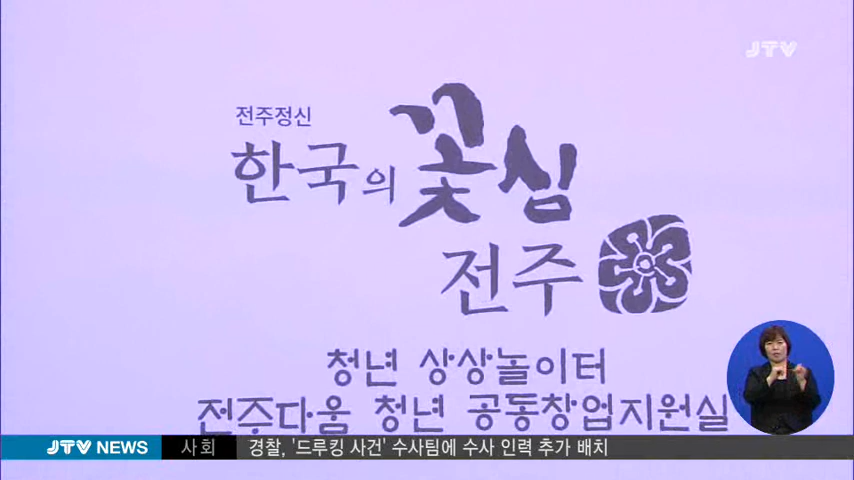 JTV
전주정신
한국의 꽃심
전주
청년 상상놀이터
전주다움 청년 공동창업지원실
JTV NEWS 사회 경찰, '드루킹 사건' 수사팀에 수사 인력 추가 배치